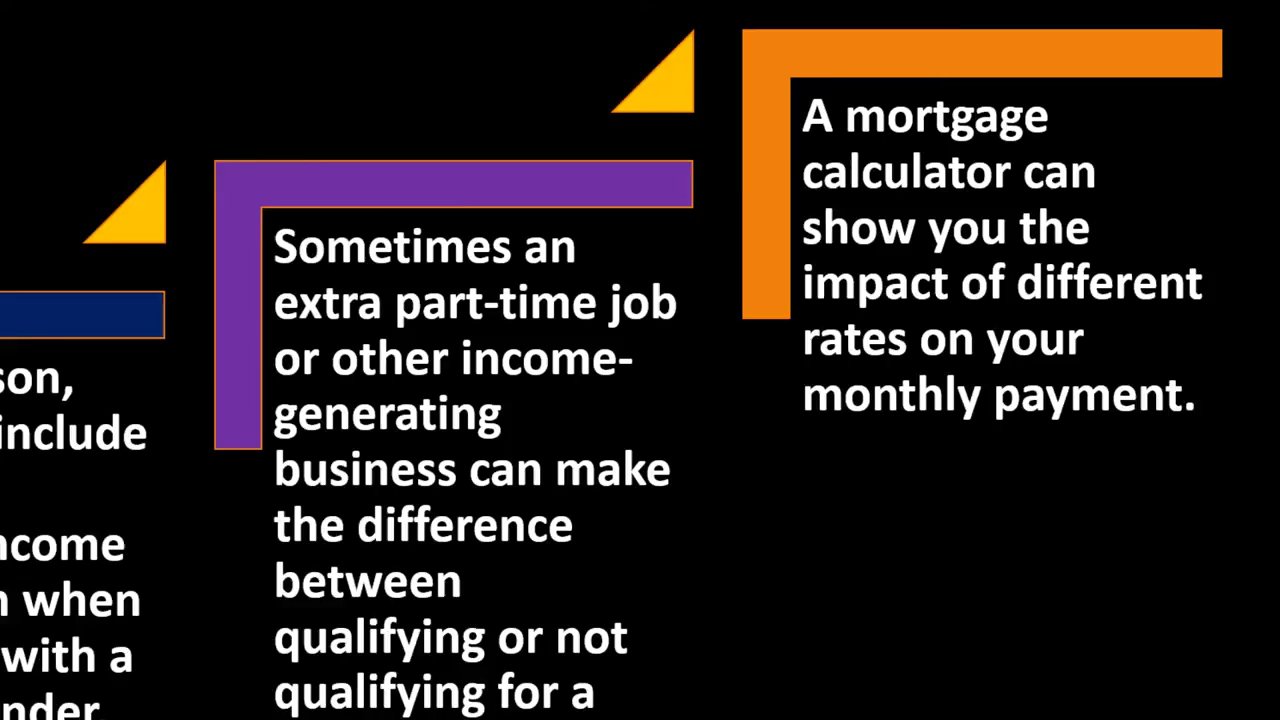 son,
include
ncome
when
with a
nder.
Sometimes an
extra part-time job
or other income-
generating
business can make
the difference
between
qualifying or not
qualifying for a
A mortgage
calculator can
show you the
impact of different
rates on your
monthly payment.